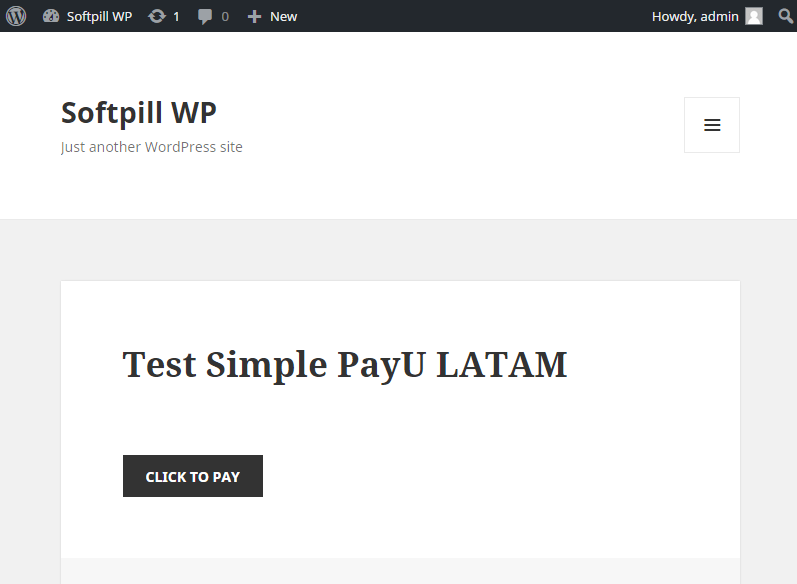 Softpill WP 1 0 New Howdy, admin
Softpill WP
Just another WordPress site
Test Simple PayU LATAM
CLICK TO PAY